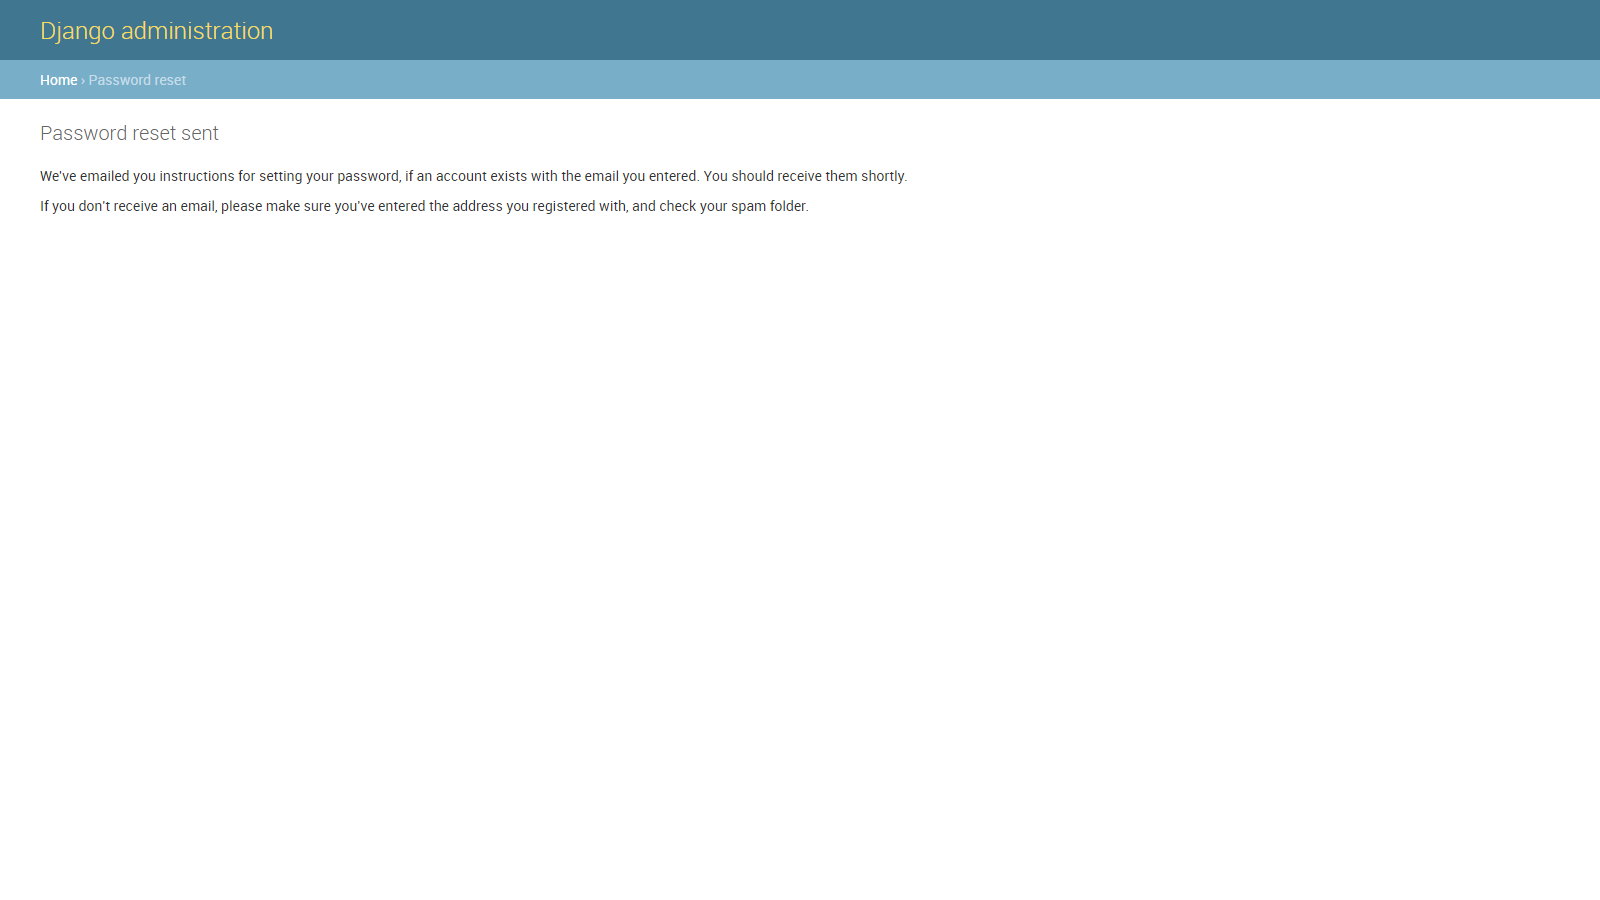 Django administration
Home › Password reset
Password reset sent
We've emailed you instructions for setting your password, if an account exists with the email you entered. You should receive them shortly.
If you don't receive an email, please make sure you've entered the address you registered with, and check your spam folder.